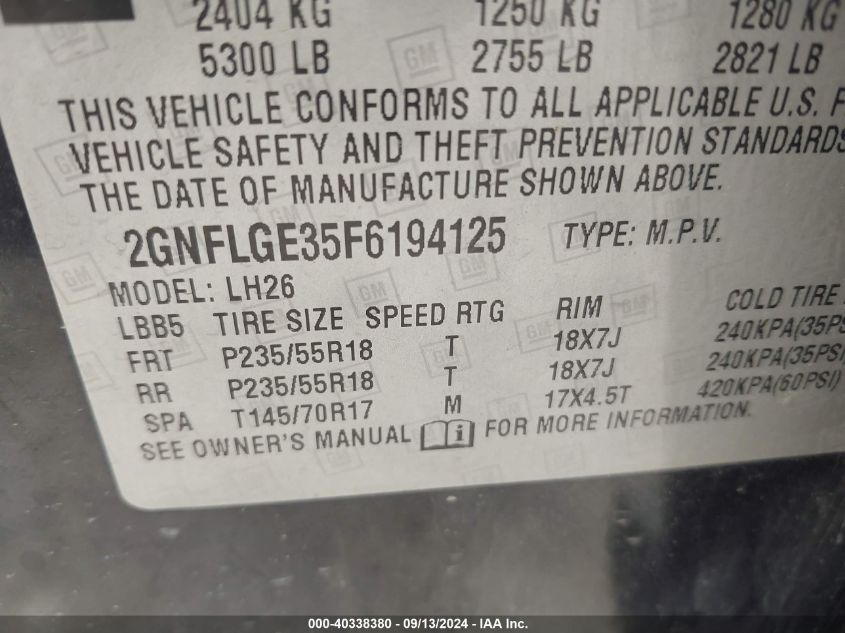 2404 KG 1250 KG 1280 KG
5300 LB 2755 LB 2821 LB
THIS VEHICLE CONFORMS TO ALL APPLICABLE U.S. F
VEHICLE SAFETY AND THEFT PREVENTION STANDARDS
THE DATE OF MANUFACTURE SHOWN ABOVE.
2GNFLGE35F6194125 TYPE: M.P.V.
MODEL: LH26
LBB5 TIRE SIZE SPEED RTG RIM COLD TIRE
FRT P235/55R18 T 18X7J 240KPA(35PS
RR P235/55R18 T 18X7J 240KPA(35PSI
SPA T145/70R17 M 17X4.5T 420KPA(60PSI)
SEE OWNER'S MANUAL i FOR MORE INFORMATION.
000-40338380 - 09/13/2024 - IAA Inc.